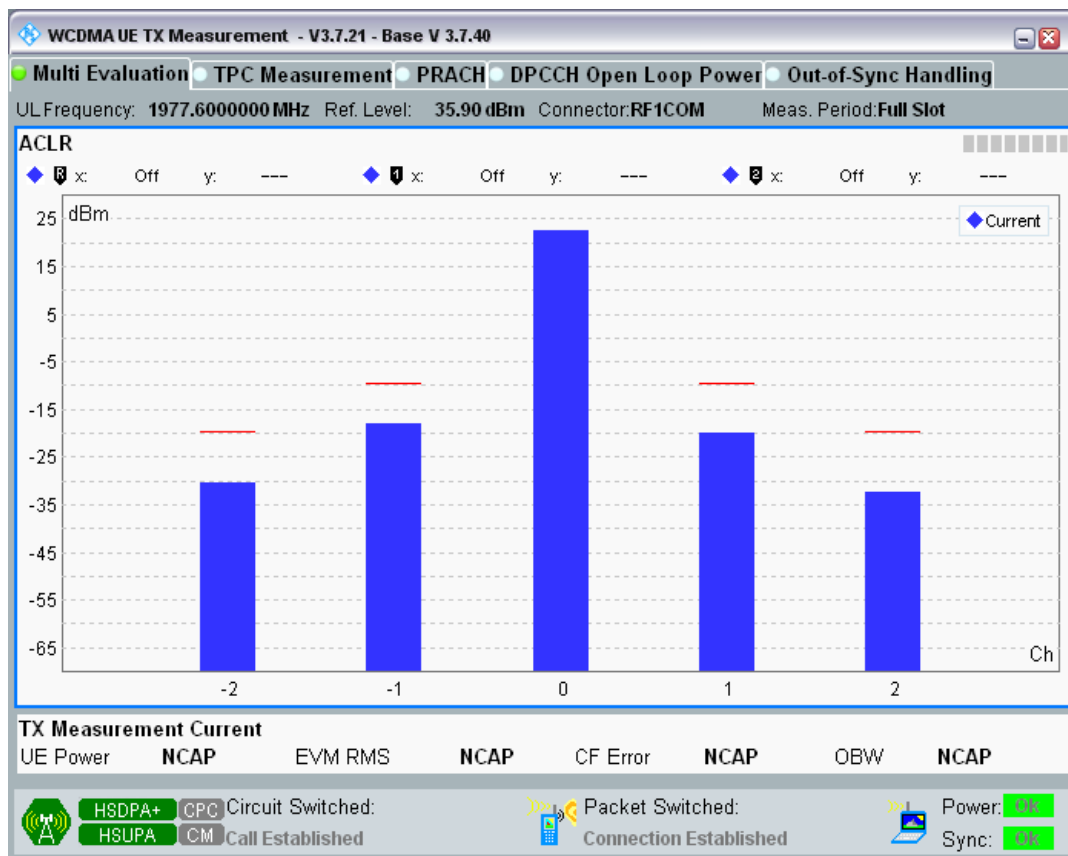 WCDMA UE TX Measurement - V3.7.21 - Base V 3.7.40
Multi Evaluation TPC Measurement PRACH DPCCH Open Loop Power Out-of-Sync Handling
UL Frequency: 1977.6000000 MHz Ref. Level: 35.90 dBm Connector:RF1COM Meas. Period:Full Slot
ACLR
R x: Off y: --- 1 x: Off y: --- 2 x: Off y: ---
dBm
Current
25
15
5
-5
-15
-25
-35
-45
-55
-65
Ch
-2 -1 0 1 2
TX Measurement Current
UE Power NCAP EVM RMS NCAP CF Error NCAP OBW NCAP
HSDPA+ CPC Circuit Switched: Packet Switched: Power: OK
HSUPA CM Call Established Connection Established Sync: OK